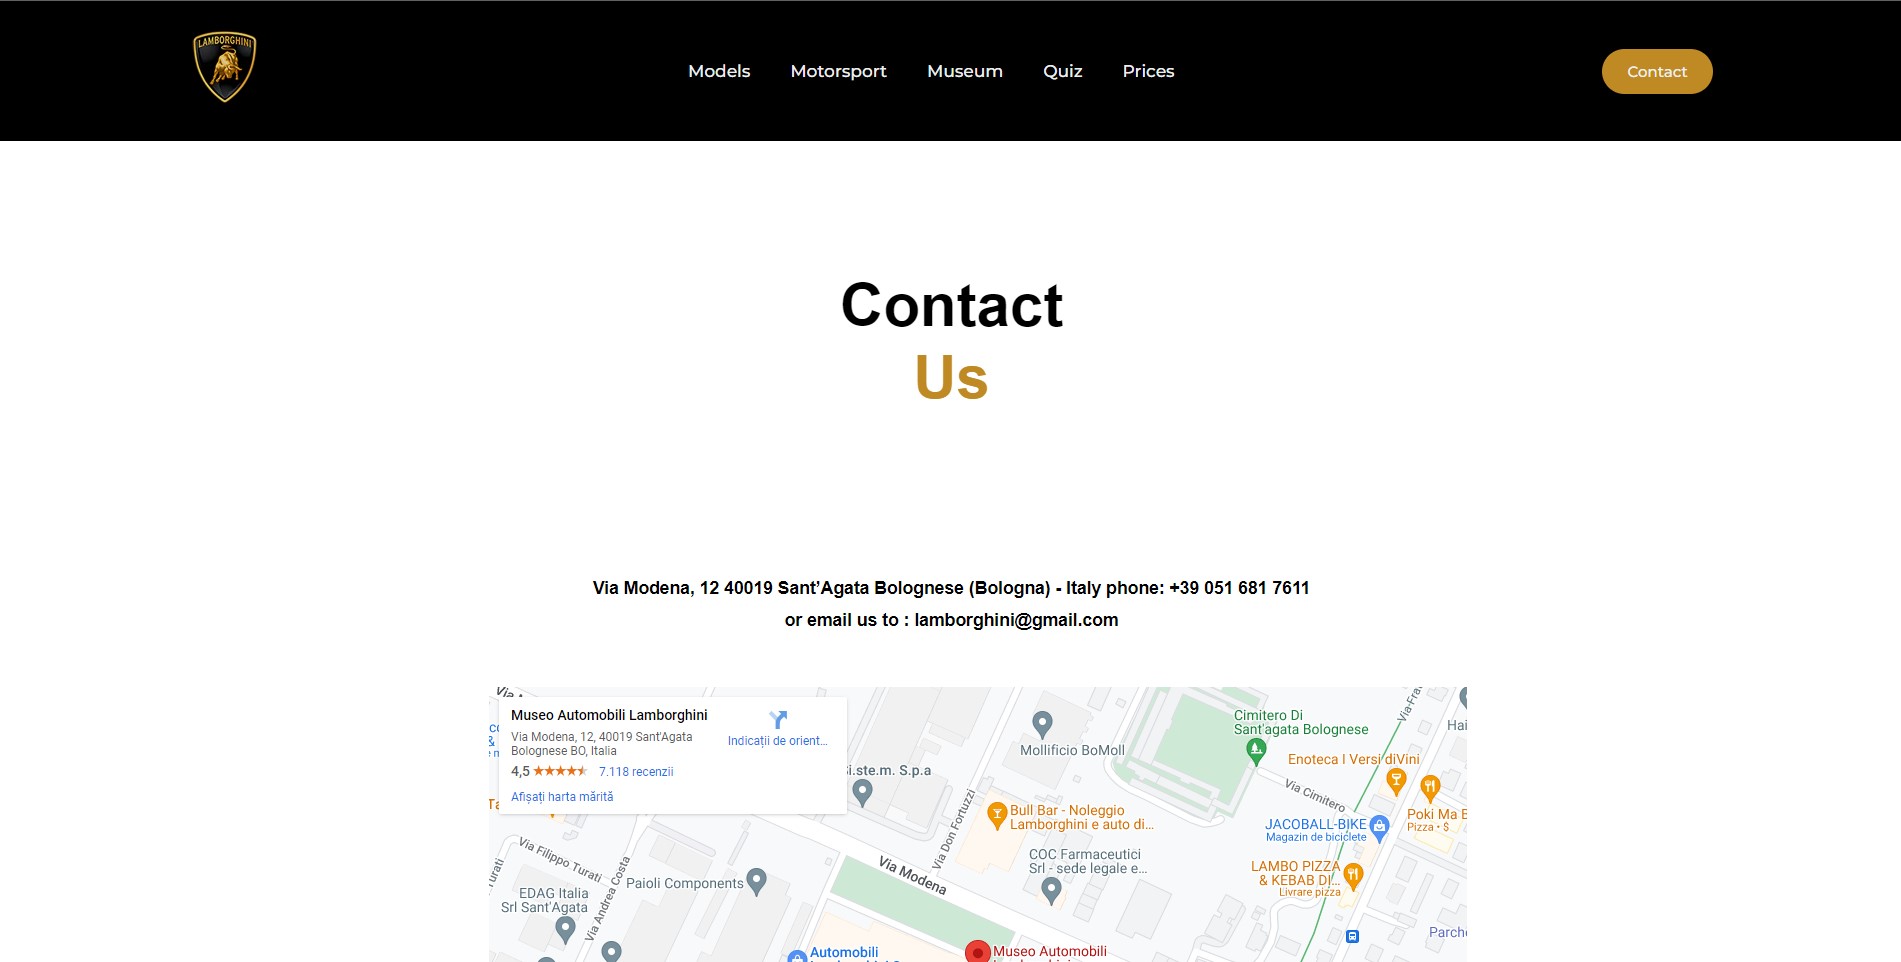 LAMBORGHINI
Models
Motorsport
Museum
Quiz
Prices
Contact
Contact
Us
Via Modena, 12 40019 Sant’Agata Bolognese (Bologna) - Italy phone: +39 051 681 7611
or email us to : lamborghini@gmail.com
Museo Automobili Lamborghini
Via Modena, 12, 40019 Sant'Agata
Bolognese BO, Italia
4,5
7.118 recenzii
Afișați harta mărită
Indicații de orient...
Si.ste.m. S.p.a
Mollificio BoMoll
Cimitero Di
Sant'agata Bolognese
Enoteca I Versi diVini
Via Cimitero
Bull Bar - Noleggio
Lamborghini e auto di...
Via Don Fortuzzi
JACOBALL-BIKE
Magazin de biciclete
Poki Ma B
Pizza • $
COC Farmaceutici
Srl - sede legale e...
LAMBO PIZZA
& KEBAB DI...
Livrare pizza
Via Filippo Turati
Via Andrea Costa
Paioli Components
Via Modena
EDAG Italia
Srl Sant'Agata
Automobili
Museo Automobili
Parche
Hai